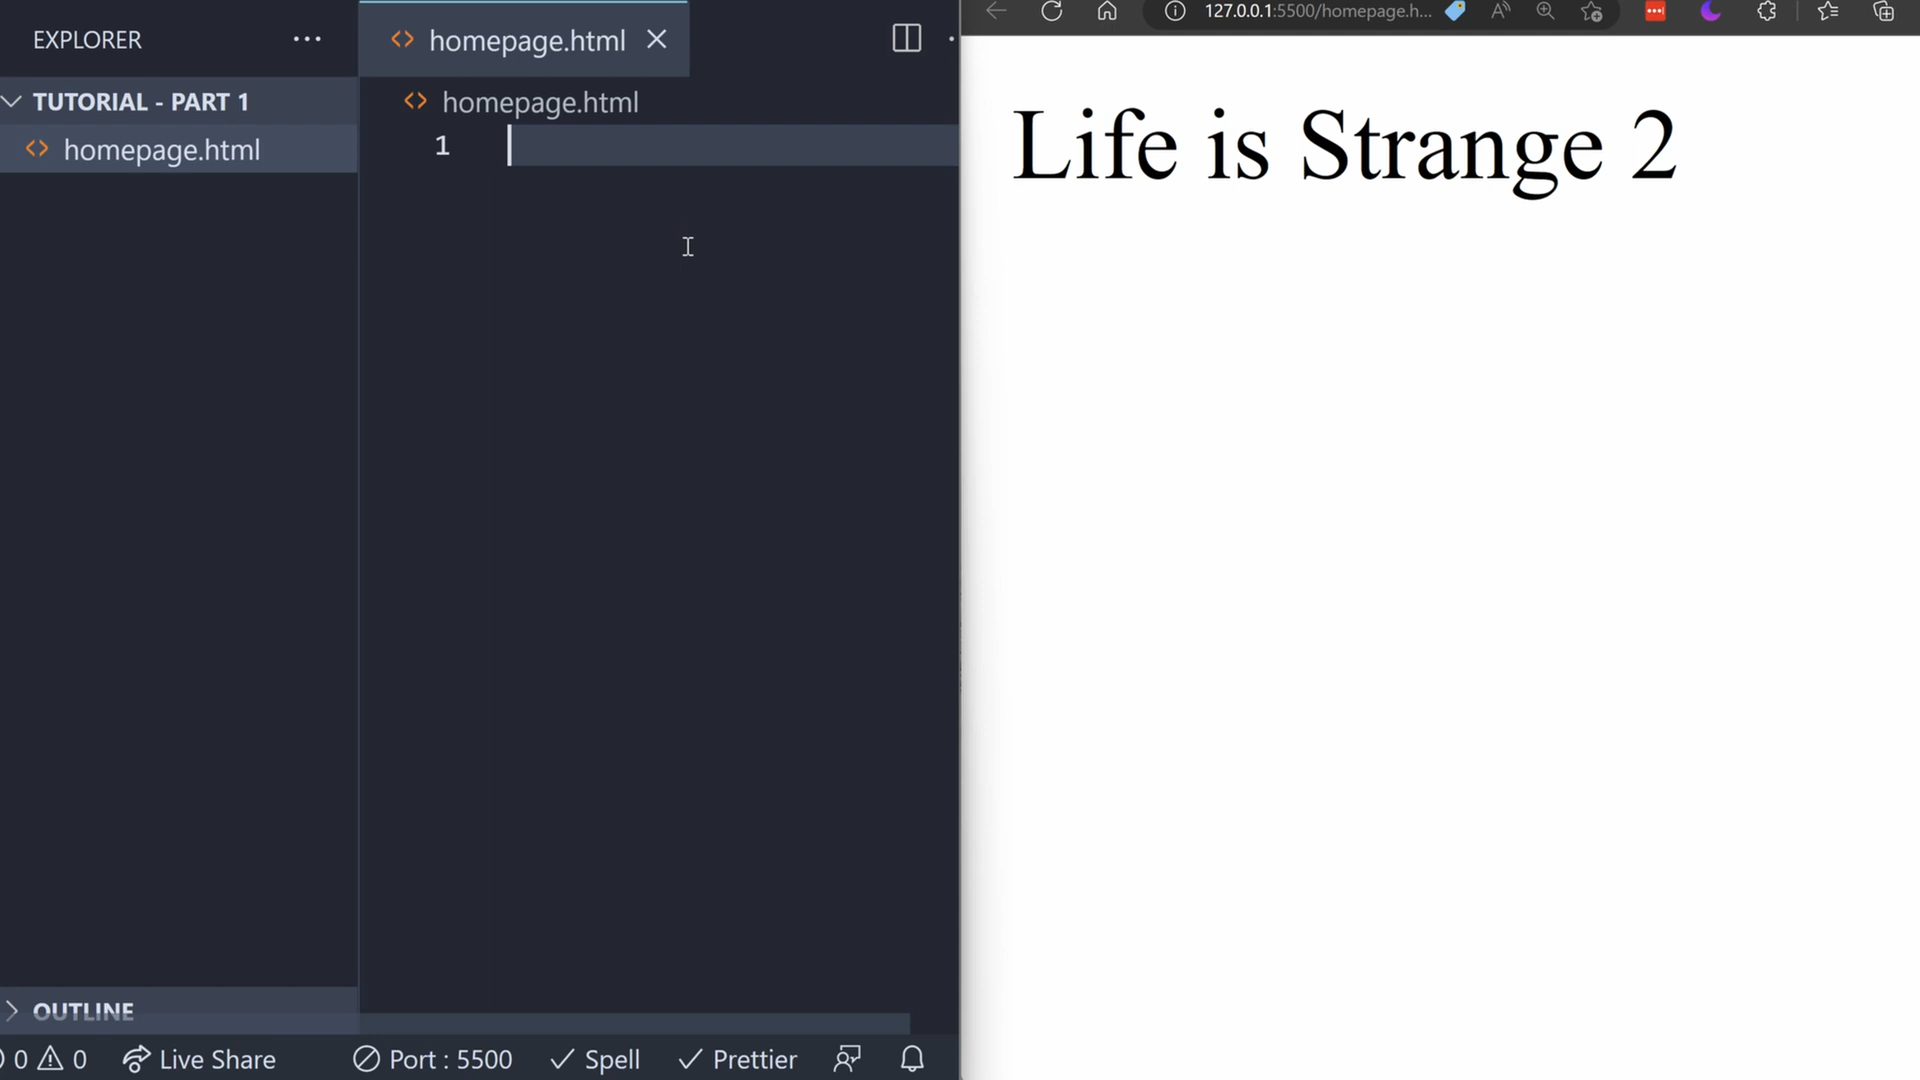 EXPLORER
TUTORIAL - PART 1
homepage.html
OUTLINE
homepage.html
homepage.html
1
0 0 Live Share Port : 5500 Spell Prettier
127.0.0.1:5500/homepage.h...
Life is Strange 2